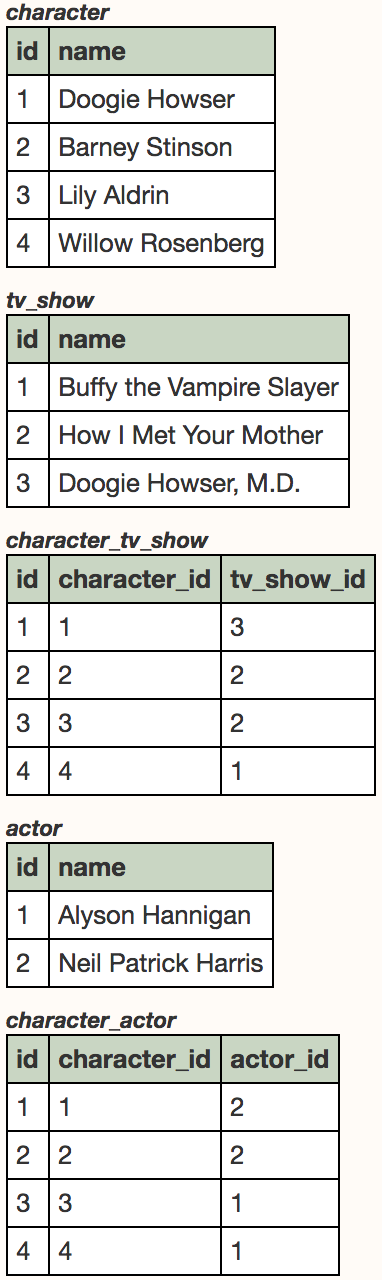 character
id name
1 Doogie Howser
2 Barney Stinson
3 Lily Aldrin
4 Willow Rosenberg
tv_show
id name
1 Buffy the Vampire Slayer
2 How I Met Your Mother
3 Doogie Howser, M.D.
character_tv_show
id character_id tv_show_id
1 1 3
2 2 2
3 3 2
4 4 1
actor
id name
1 Alyson Hannigan
2 Neil Patrick Harris
character_actor
id character_id actor_id
1 1 2
2 2 2
3 3 1
4 4 1